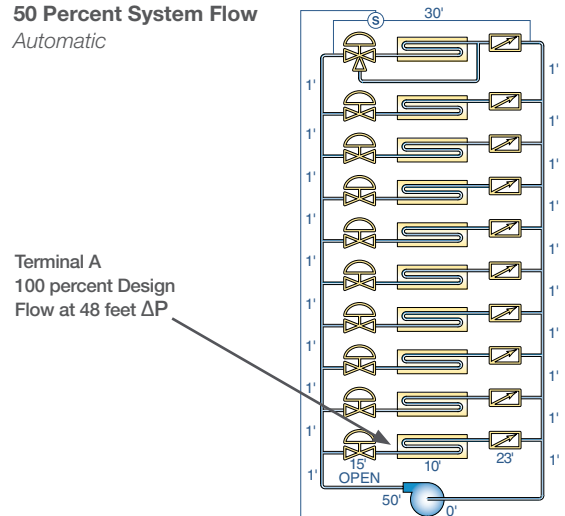 50 Percent System Flow
Automatic
30'
S
1'
1'
1'
1'
1'
1'
1'
1'
1'
1'
Terminal A
100 percent Design
Flow at 48 feet ΔP
1'
1'
1'
1'
1'
1'
1'
1'
1'
15' 10' 23'
1'
OPEN
50'
0'